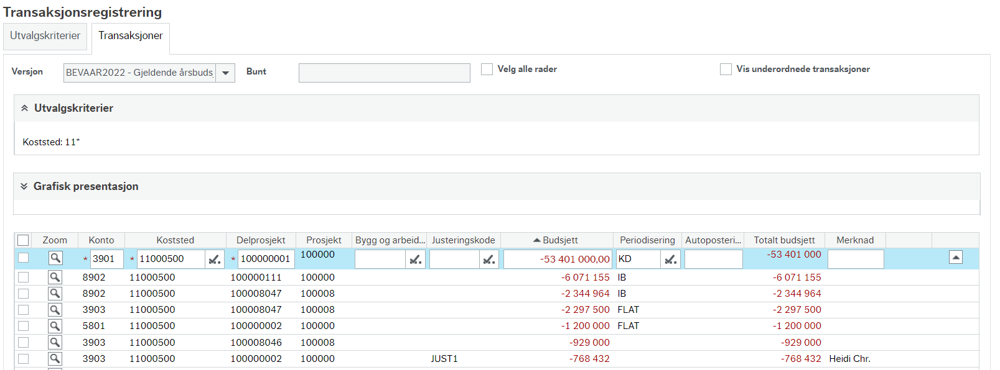 Transaksjonsregistrering
Utvalgskriterier Transaksjoner
Versjon BEVAAR2022 - Gjeldende årsbuds Bunt Velg alle rader Vis underordnede transaksjoner
Utvalgskriterier
Koststed: 11*
Grafisk presentasjon
Zoom Konto Koststed Delprosjekt Prosjekt Bygg og arbeid... Justeringskode Budsjett Periodisering Autoposteri... Totalt budsjett Merknad
* 3901 * 11000500 * 100000001 100000 -53 401 000,00 KD -53 401 000
8902 11000500 100000111 100000 -6 071 155 IB -6 071 155
8902 11000500 100008047 100008 -2 344 964 IB -2 344 964
3903 11000500 100008047 100008 -2 297 500 FLAT -2 297 500
5801 11000500 100000002 100000 -1 200 000 FLAT -1 200 000
3903 11000500 100008046 100008 -929 000 -929 000
3903 11000500 100000002 100000 JUST1 -768 432 -768 432 Heidi Chr.